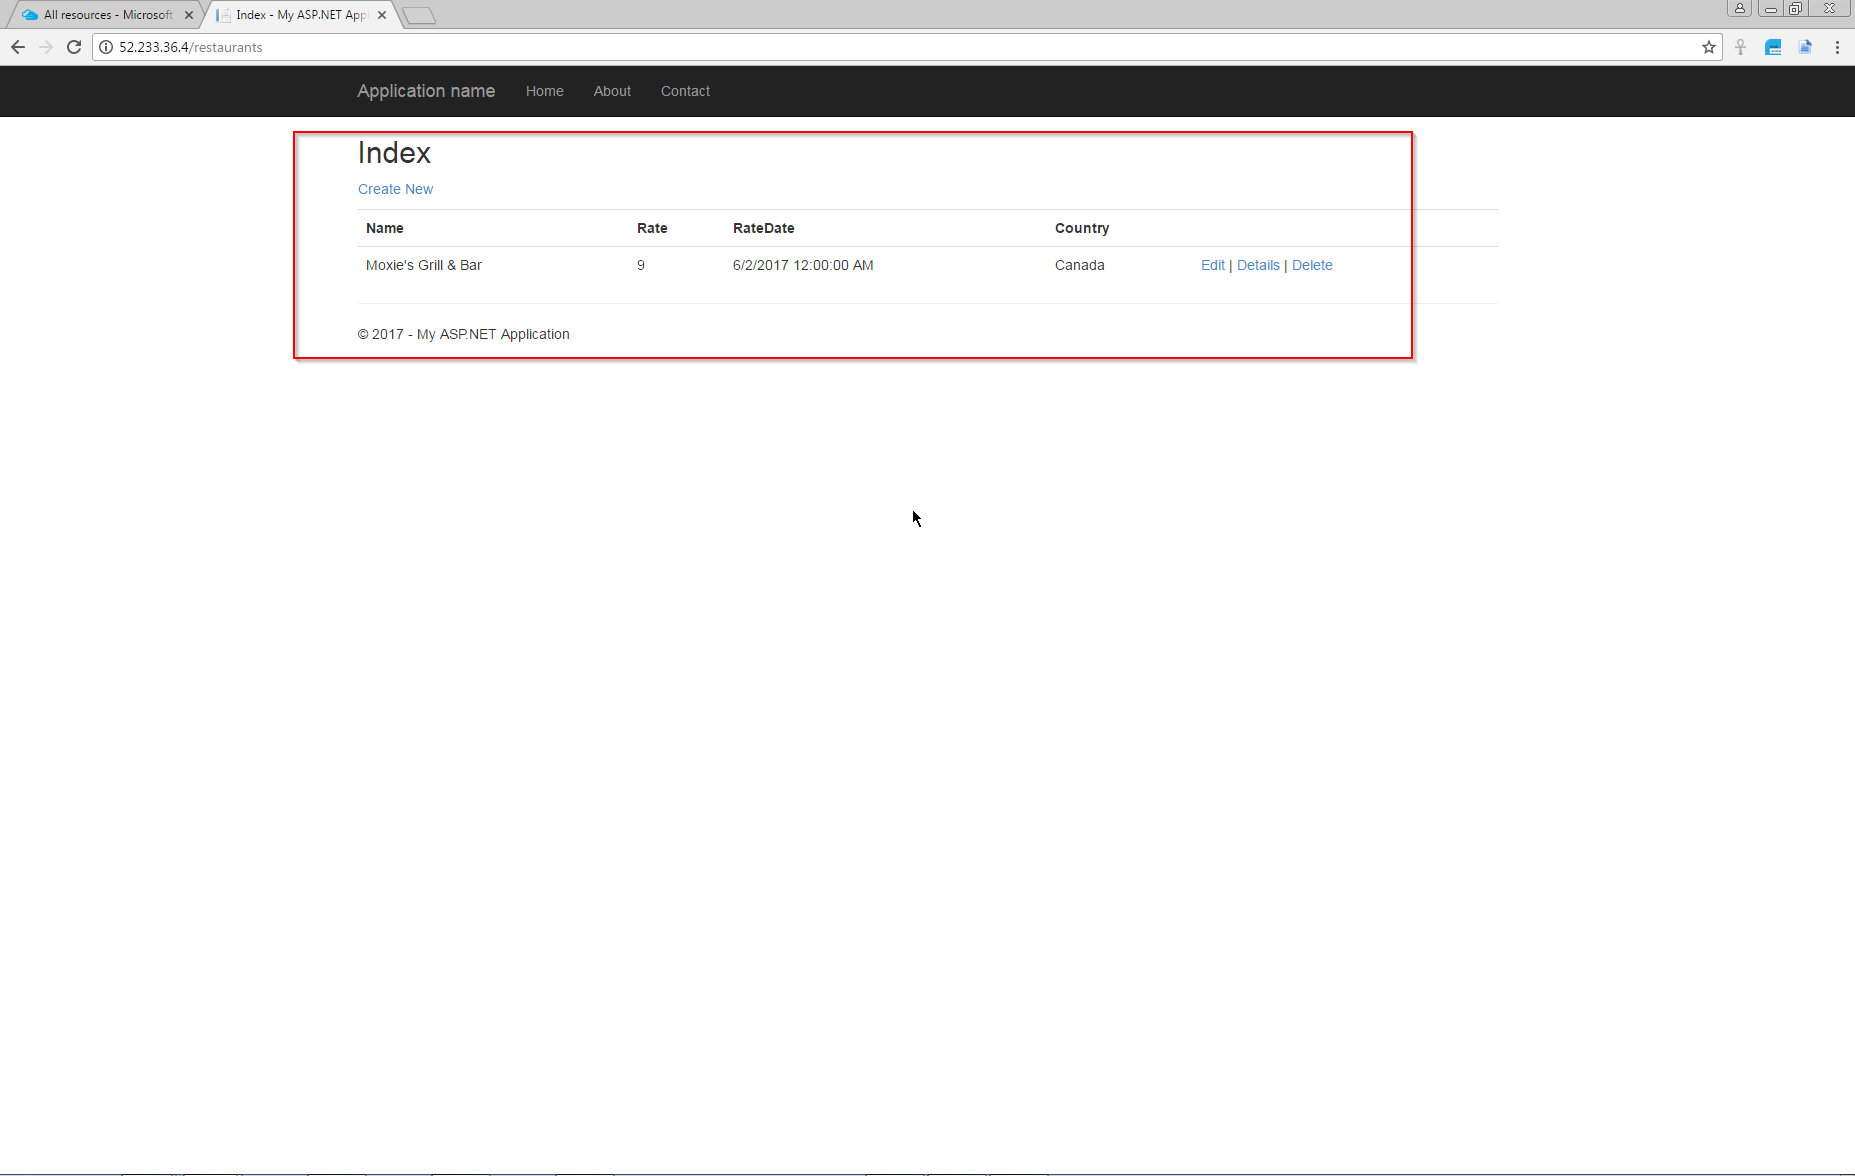 All resources - Microsoft
Index - My ASP.NET App
52.233.36.4/restaurants
Application name Home About Contact
Index
Create New
Name Rate RateDate Country
Moxie's Grill & Bar 9 6/2/2017 12:00:00 AM Canada Edit | Details | Delete
© 2017 - My ASP.NET Application